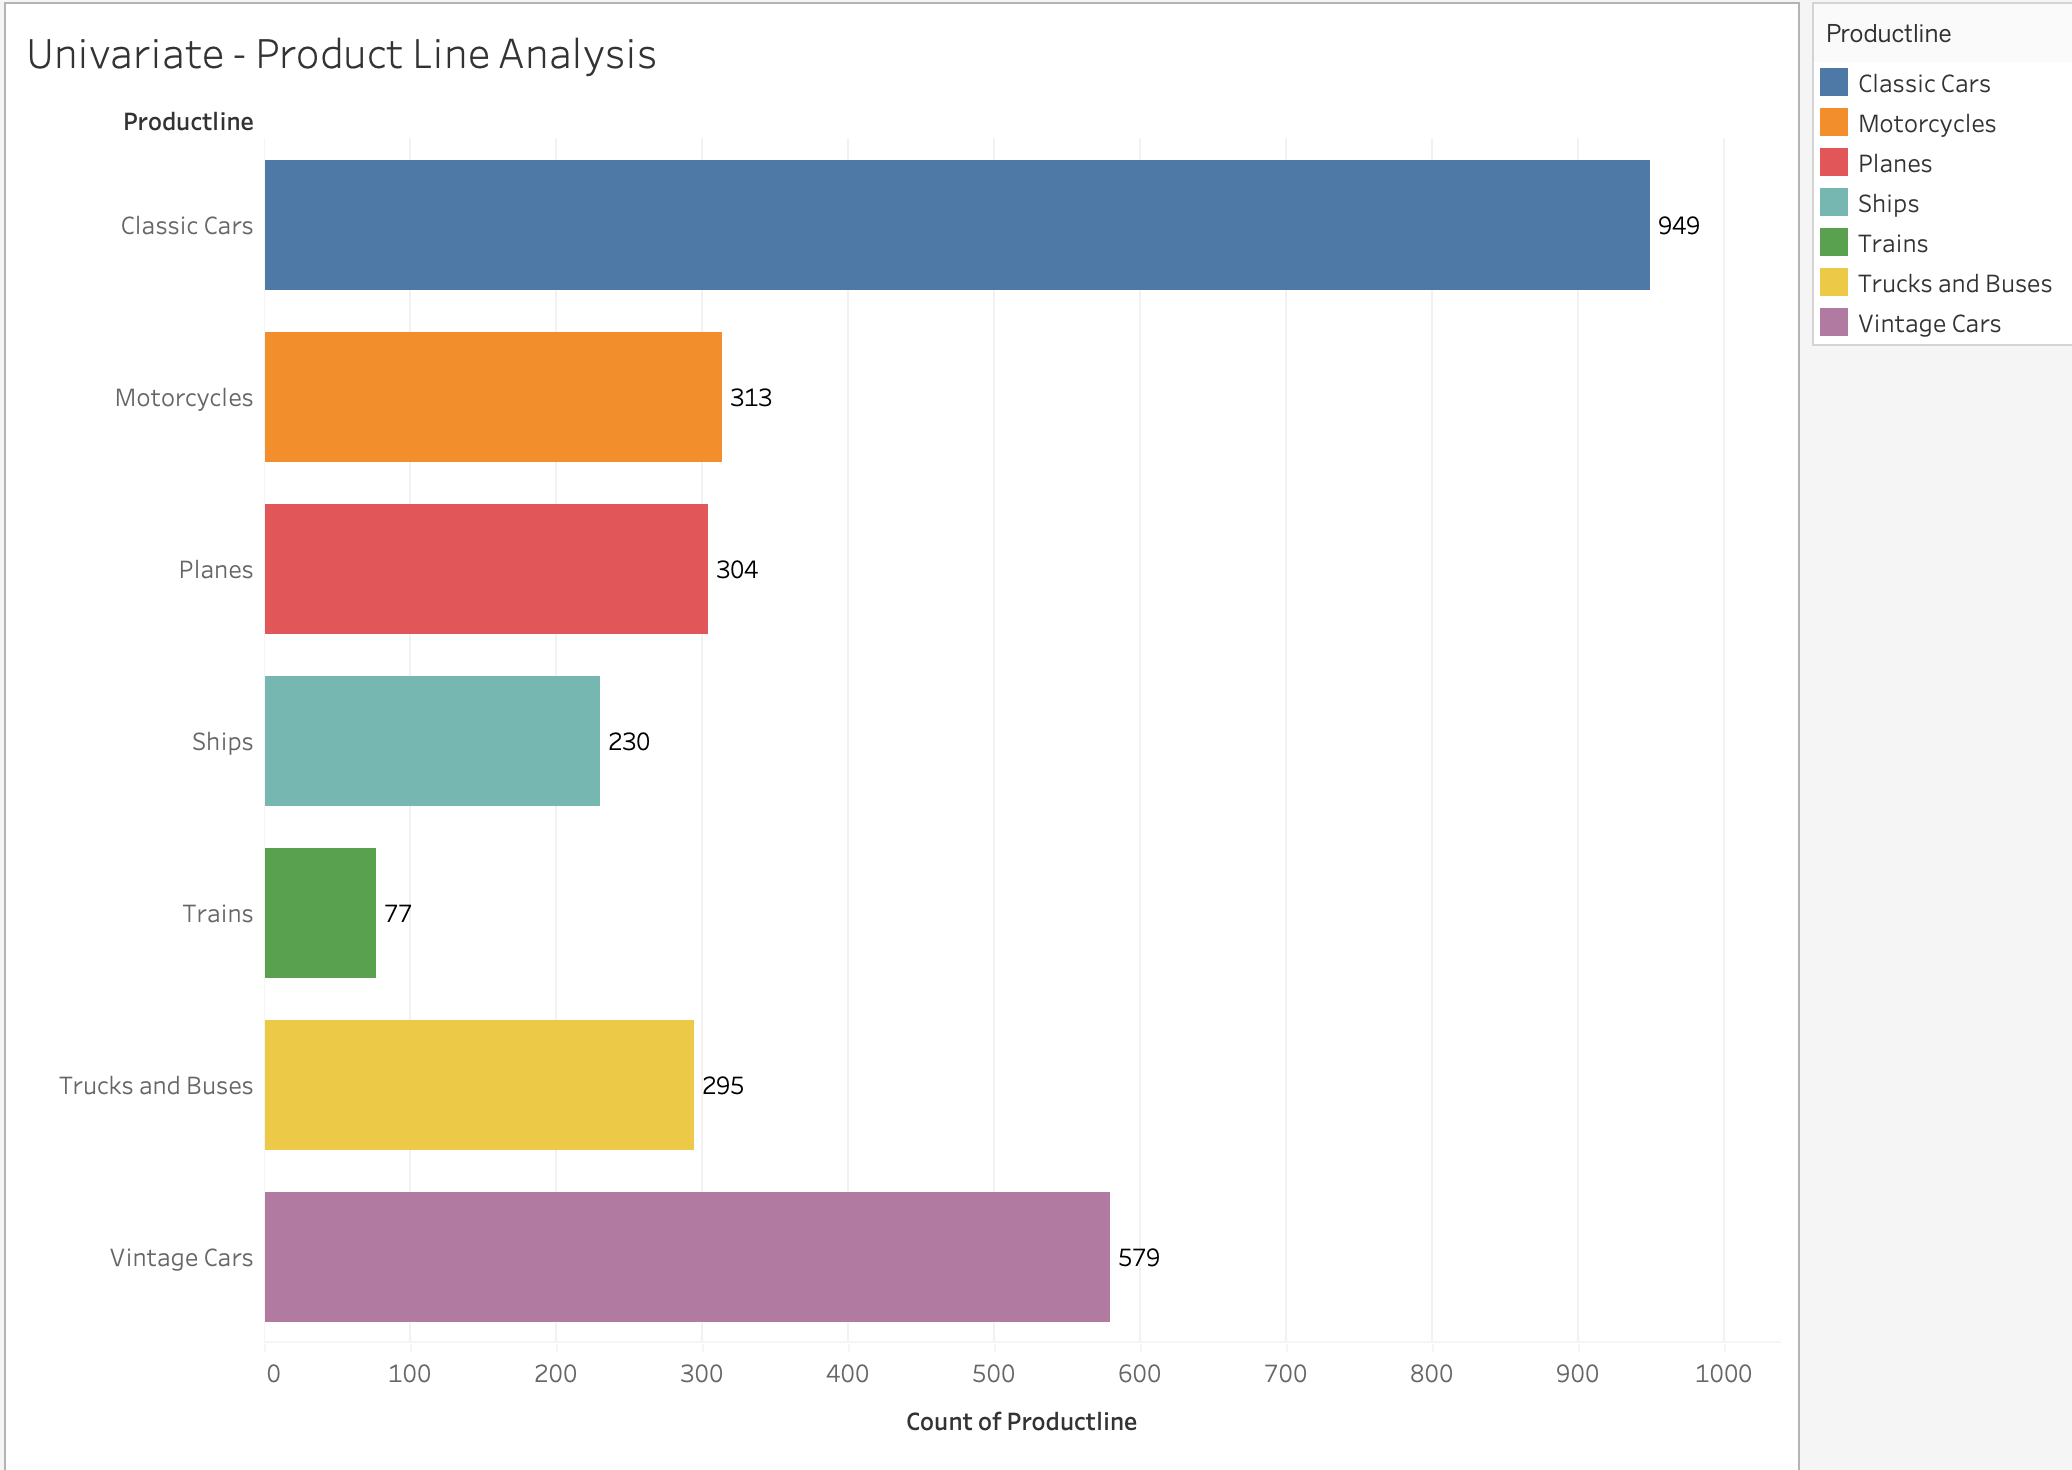 Univariate - Product Line Analysis
Productline
Classic Cars
949
Motorcycles
313
Planes
304
Ships
230
Trains
77
Trucks and Buses
295
Vintage Cars
579
0 100 200 300 400 500 600 700 800 900 1000
Count of Productline
Productline
Classic Cars
Motorcycles
Planes
Ships
Trains
Trucks and Buses
Vintage Cars